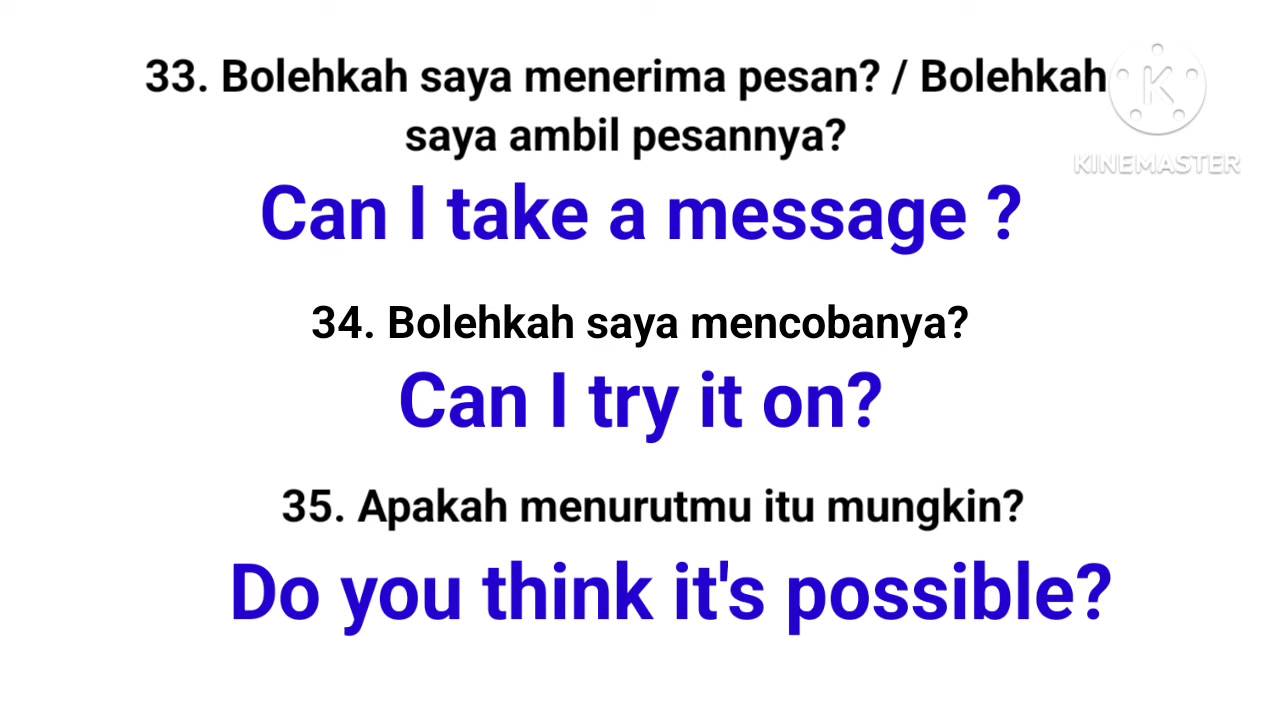 33. Bolehkah saya menerima pesan? / Bolehkah
saya ambil pesannya?
Can I take a message ?
34. Bolehkah saya mencobanya?
Can I try it on?
35. Apakah menurutmu itu mungkin?
Do you think it's possible?
K
KINEMASTER